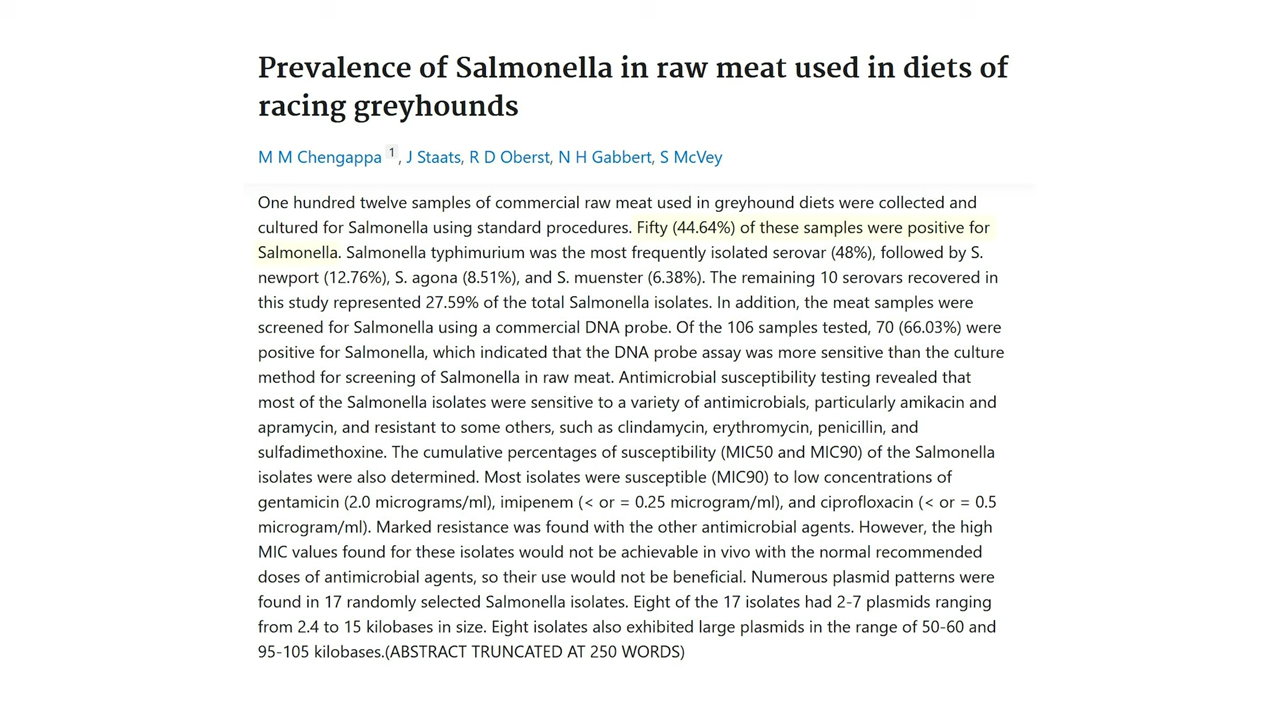 Prevalence of Salmonella in raw meat used in diets of
racing greyhounds
M M Chengappa 1, J Staats, R D Oberst, N H Gabbert, S McVey
One hundred twelve samples of commercial raw meat used in greyhound diets were collected and
cultured for Salmonella using standard procedures. Fifty (44.64%) of these samples were positive for
Salmonella. Salmonella typhimurium was the most frequently isolated serovar (48%), followed by S.
newport (12.76%), S. agona (8.51%), and S. muenster (6.38%). The remaining 10 serovars recovered in
this study represented 27.59% of the total Salmonella isolates. In addition, the meat samples were
screened for Salmonella using a commercial DNA probe. Of the 106 samples tested, 70 (66.03%) were
positive for Salmonella, which indicated that the DNA probe assay was more sensitive than the culture
method for screening of Salmonella in raw meat. Antimicrobial susceptibility testing revealed that
most of the Salmonella isolates were sensitive to a variety of antimicrobials, particularly amikacin and
apramycin, and resistant to some others, such as clindamycin, erythromycin, penicillin, and
sulfadimethoxine. The cumulative percentages of susceptibility (MIC50 and MIC90) of the Salmonella
isolates were also determined. Most isolates were susceptible (MIC90) to low concentrations of
gentamicin (2.0 micrograms/ml), imipenem (< or = 0.25 microgram/ml), and ciprofloxacin (< or = 0.5
microgram/ml). Marked resistance was found with the other antimicrobial agents. However, the high
MIC values found for these isolates would not be achievable in vivo with the normal recommended
doses of antimicrobial agents, so their use would not be beneficial. Numerous plasmid patterns were
found in 17 randomly selected Salmonella isolates. Eight of the 17 isolates had 2-7 plasmids ranging
from 2.4 to 15 kilobases in size. Eight isolates also exhibited large plasmids in the range of 50-60 and
95-105 kilobases.(ABSTRACT TRUNCATED AT 250 WORDS)